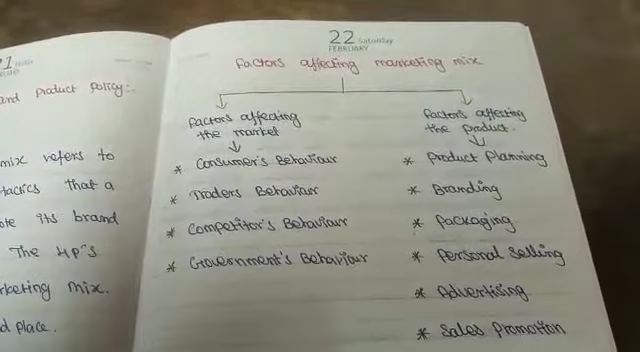 and product policy:-
mix refers to
tactics that a
its brand
The 4P's
marketing mix.
place.
22 Saturday
FEBRUARY
Factors affecting marketing mix
Factors affecting
the market
* Consumer's Behaviour
* Traders Behaviour
* Competitor's Behaviour
* Government's Behaviour
Factors affecting
the product.
* Product Planning
* Branding
* Packaging
* Personal Selling
* Advertising
* Sales Promotion